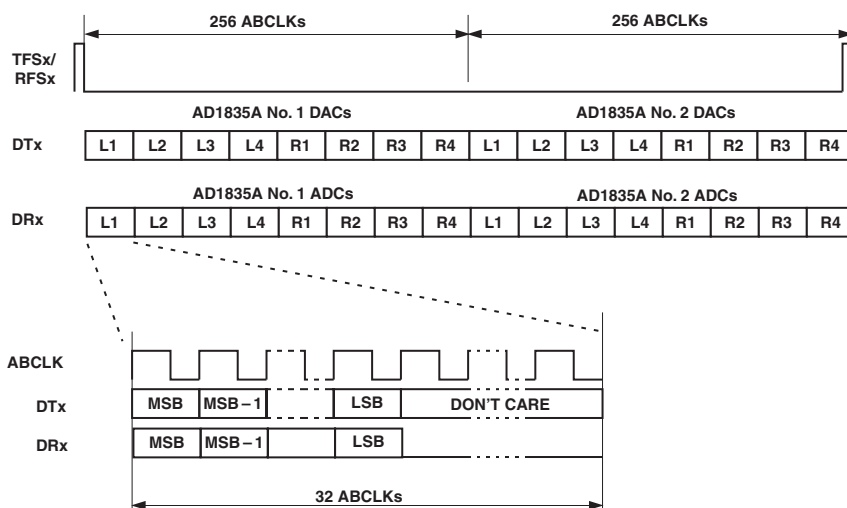 256 ABCLKs 256 ABCLKs
TFSx/
RFSx
AD1835A No. 1 DACs AD1835A No. 2 DACs
DTx L1 L2 L3 L4 R1 R2 R3 R4 L1 L2 L3 L4 R1 R2 R3 R4
AD1835A No. 1 ADCs AD1835A No. 2 ADCs
DRx L1 L2 L3 L4 R1 R2 R3 R4 L1 L2 L3 L4 R1 R2 R3 R4
ABCLK
DTx MSB MSB–1 LSB DON'T CARE
DRx MSB MSB–1 LSB
32 ABCLKs